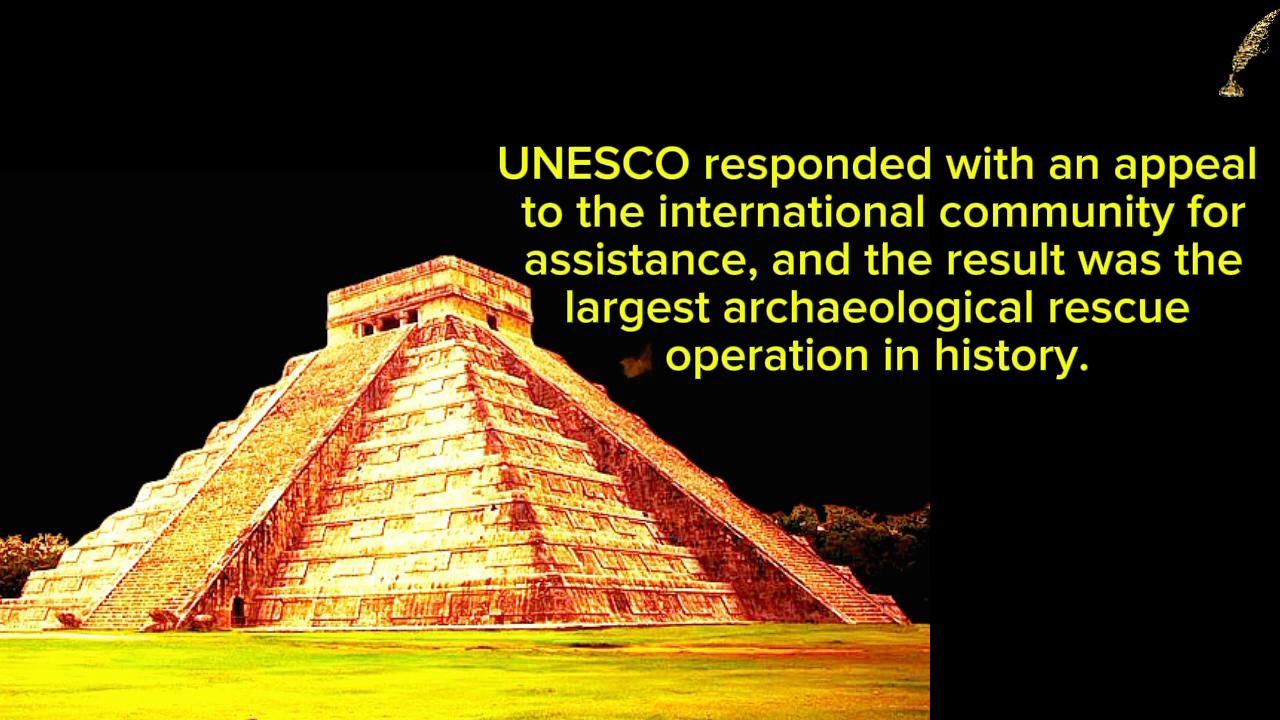 UNESCO responded with an appeal
to the international community for
assistance, and the result was the
largest archaeological rescue
operation in history.